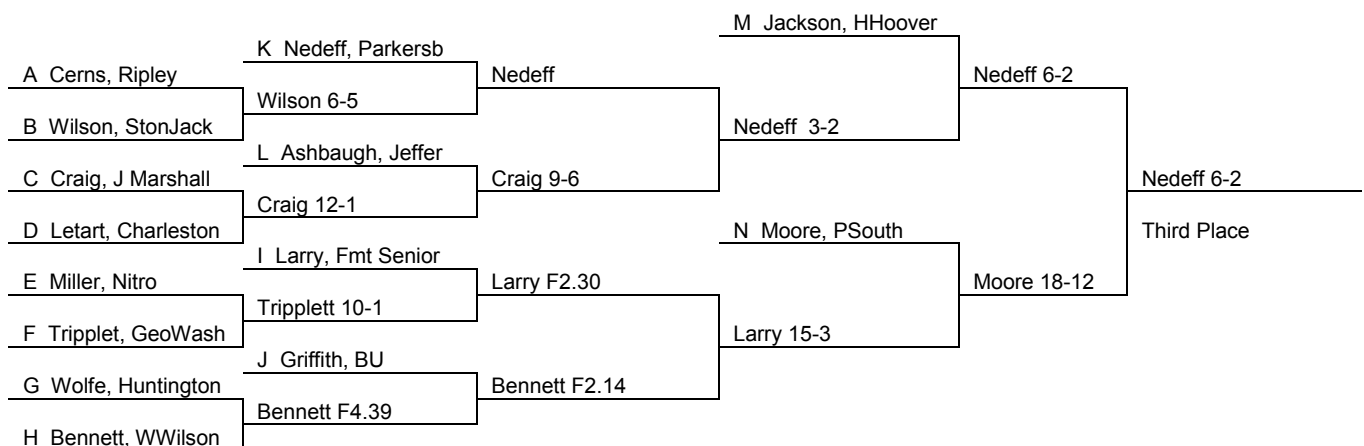 M Jackson, HHoover
K Nedeff, Parkersb
A Cerns, Ripley
Nedeff
Nedeff 6-2
Wilson 6-5
B Wilson, StonJack
Nedeff 3-2
L Ashbaugh, Jeffer
C Craig, J Marshall
Craig 9-6
Nedeff 6-2
Craig 12-1
D Letart, Charleston
N Moore, PSouth
Third Place
I Larry, Fmt Senior
E Miller, Nitro
Larry F2.30
Moore 18-12
Tripplett 10-1
F Tripplet, GeoWash
Larry 15-3
J Griffith, BU
G Wolfe, Huntington
Bennett F2.14
Bennett F4.39
H Bennett, WWilson